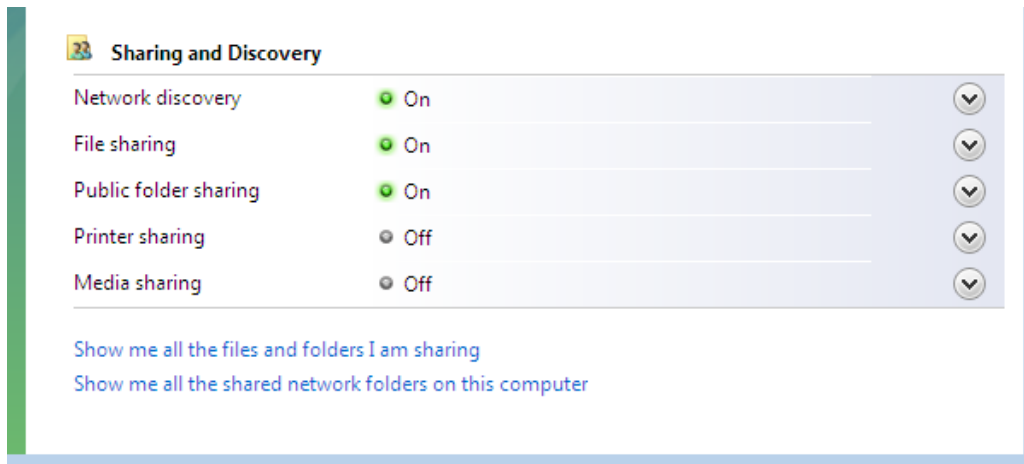 Sharing and Discovery
Network discovery On
File sharing On
Public folder sharing On
Printer sharing Off
Media sharing Off
Show me all the files and folders I am sharing
Show me all the shared network folders on this computer